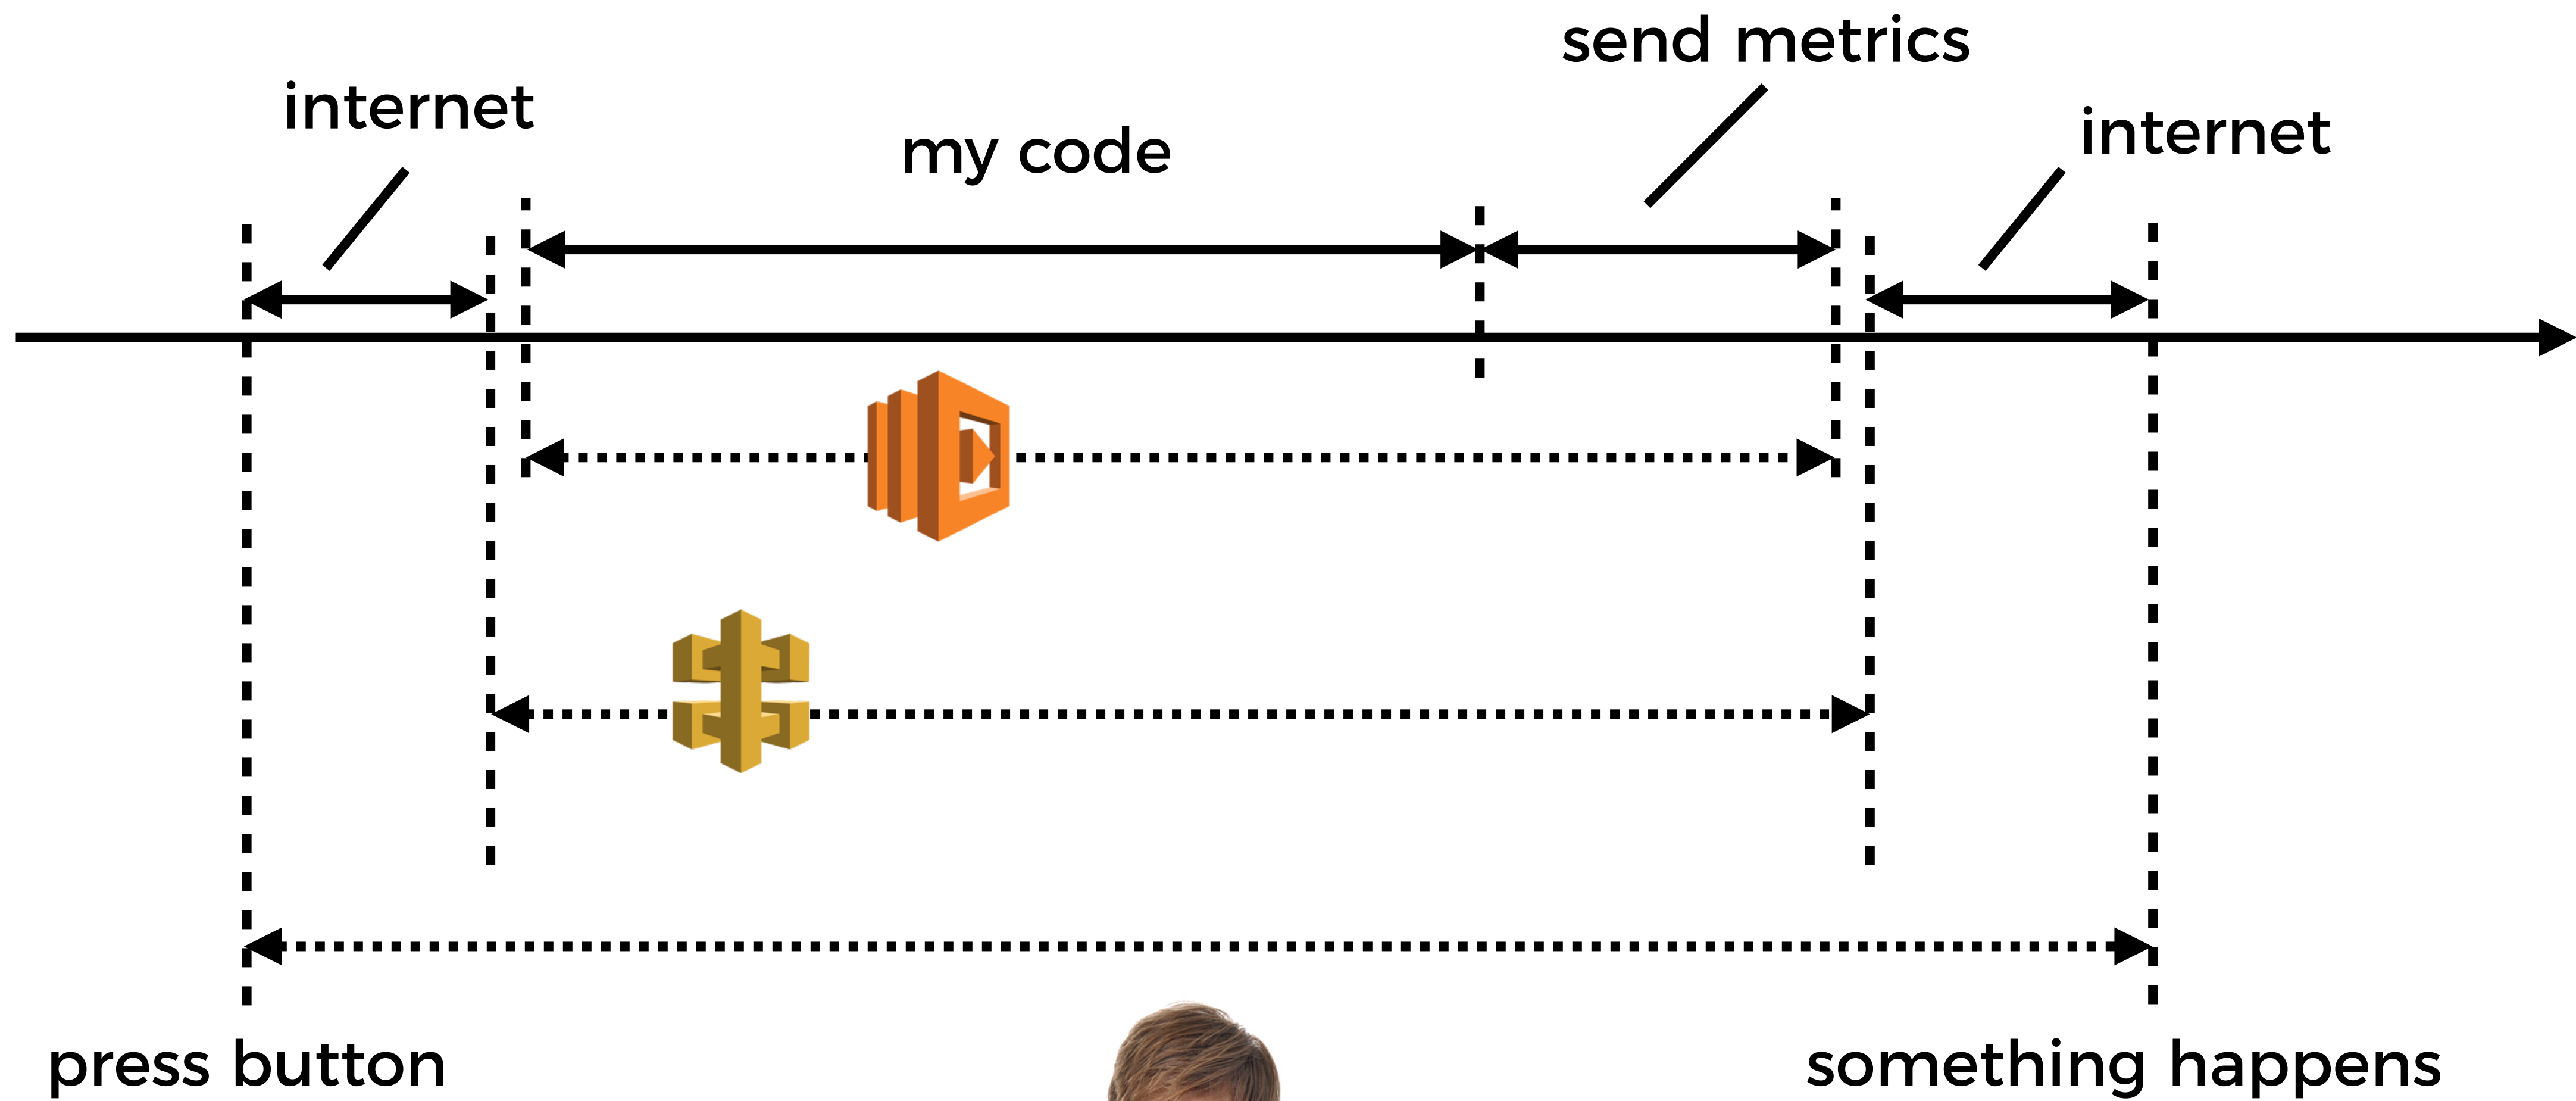 send metrics
internet
my code
internet
press button
something happens